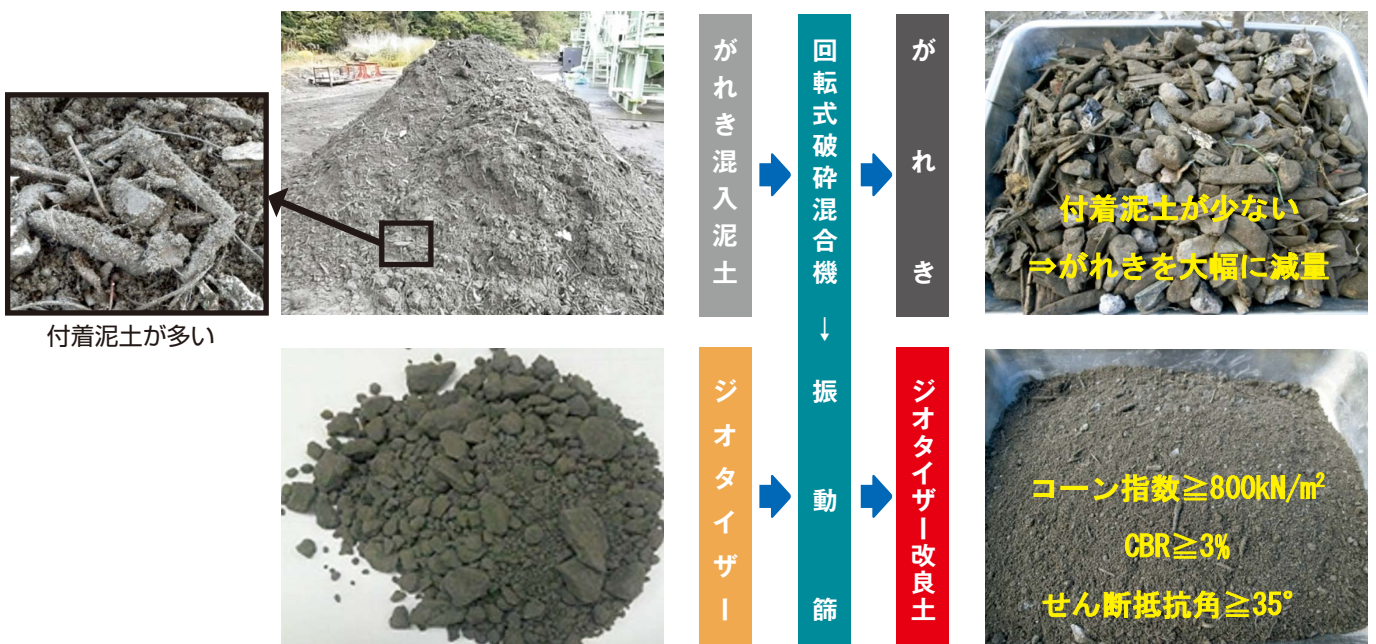 付着泥土が多い
がれき混入泥土
ジオタイザー
回転式破砕混合機→振動篩
がれき
ジオタイザー改良土
付着泥土が少ない
⇒がれきを大幅に減量
コーン指数≧800kN/m²
CBR≧3%
せん断抵抗角≧35°